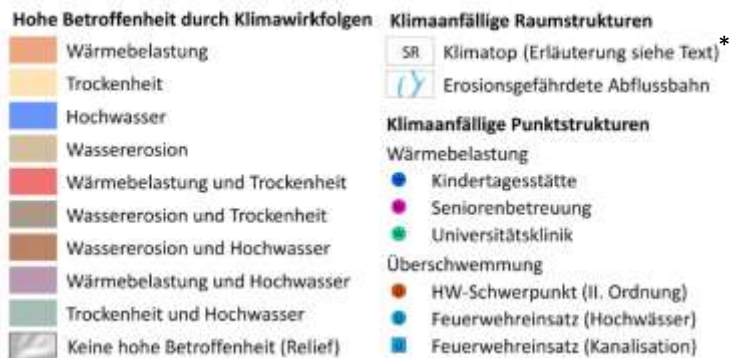 Hohe Betroffenheit durch Klimawirkfolgen
Wärmebelastung
Trockenheit
Hochwasser
Wassererosion
Wärmebelastung und Trockenheit
Wassererosion und Trockenheit
Wassererosion und Hochwasser
Wärmebelastung und Hochwasser
Trockenheit und Hochwasser
Keine hohe Betroffenheit (Relief)
Klimaanfällige Raumstrukturen
SR Klimatop (Erläuterung siehe Text)*
Erosionsgefährdete Abflussbahn
Klimaanfällige Punktstrukturen
Wärmebelastung
Kindertagesstätte
Seniorenbetreuung
Universitätsklinik
Überschwemmung
HW-Schwerpunkt (II. Ordnung)
Feuerwehreinsatz (Hochwässer)
Feuerwehreinsatz (Kanalisation)